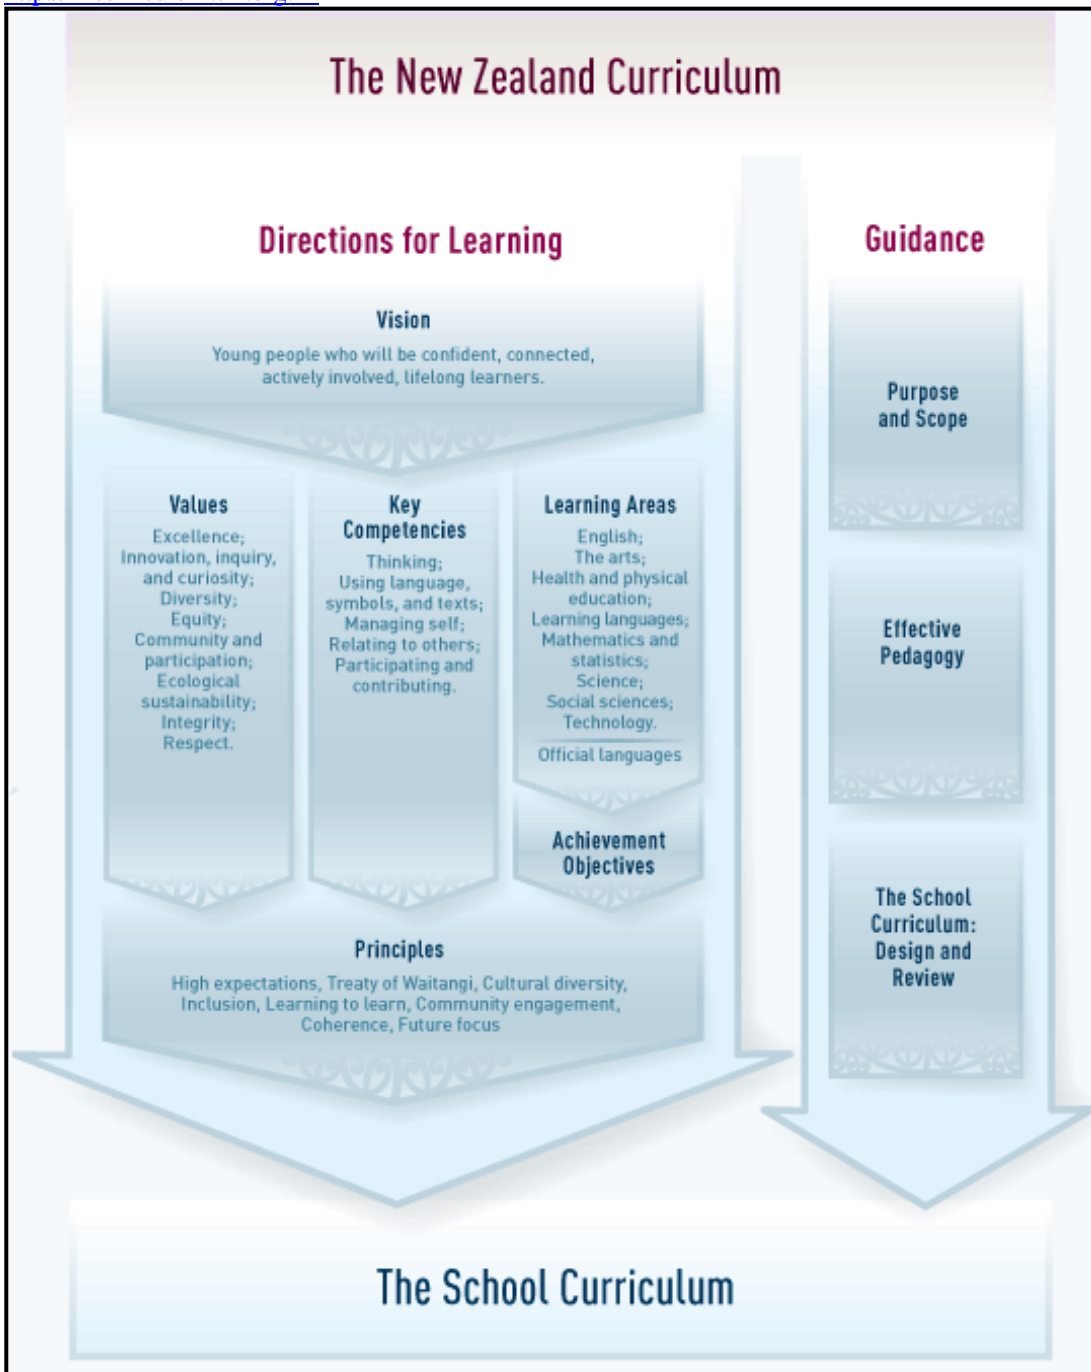 The New Zealand Curriculum
Directions for Learning
Vision
Young people who will be confident, connected,
actively involved, lifelong learners.
Values
Excellence;
Innovation, inquiry,
and curiosity;
Diversity;
Equity;
Community and
participation;
Ecological
sustainability;
Integrity;
Respect.
Key
Competencies
Thinking;
Using language,
symbols, and texts;
Managing self;
Relating to others;
Participating and
contributing.
Learning Areas
English;
The arts;
Health and physical
education;
Learning languages;
Mathematics and
statistics;
Science;
Social sciences;
Technology.
Official languages
Achievement
Objectives
Principles
High expectations, Treaty of Waitangi, Cultural diversity,
Inclusion, Learning to learn, Community engagement,
Coherence, Future focus
Guidance
Purpose
and Scope
Effective
Pedagogy
The School
Curriculum:
Design and
Review
The School Curriculum